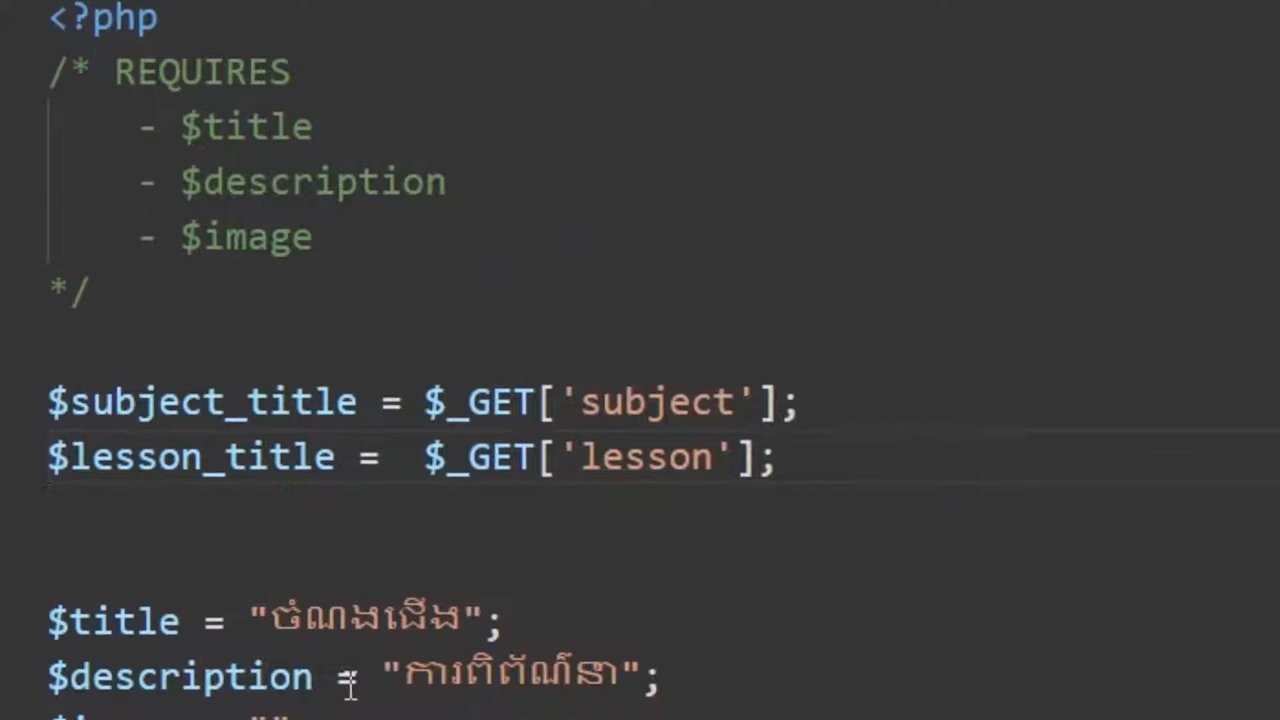 <?php
/* REQUIRES
- $title
- $description
- $image
*/
$subject_title = $_GET['subject'];
$lesson_title =  $_GET['lesson'];
$title = "ចំណងជើង";
$description = "ការពិព័ណ៌នា";